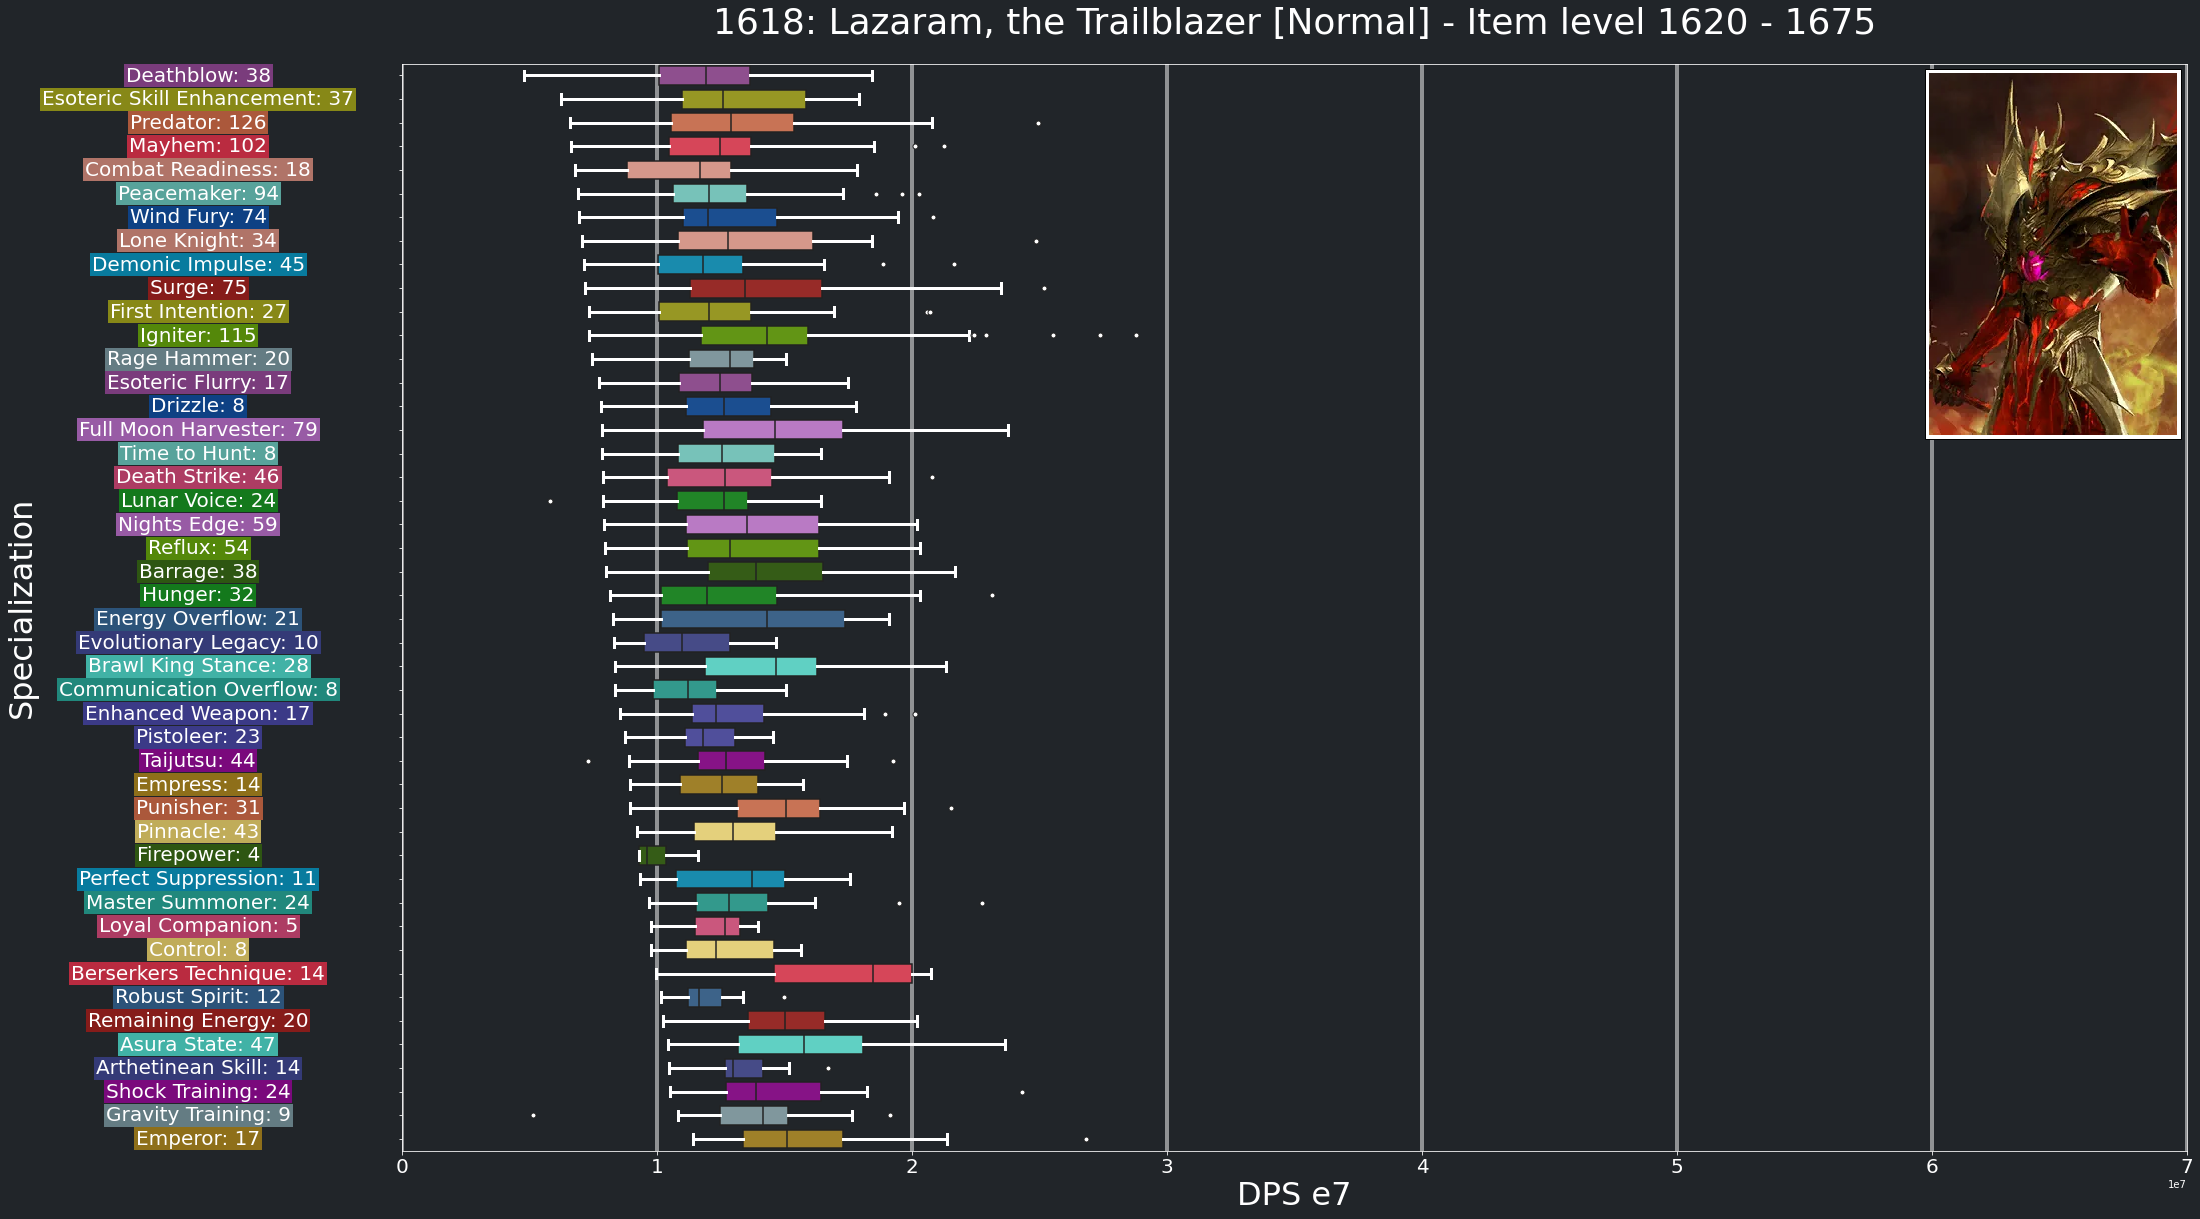 1618: Lazaram, the Trailblazer [Normal] - Item level 1620 - 1675
Specialization
Deathblow: 38
Esoteric Skill Enhancement: 37
Predator: 126
Mayhem: 102
Combat Readiness: 18
Peacemaker: 94
Wind Fury: 74
Lone Knight: 34
Demonic Impulse: 45
Surge: 75
First Intention: 27
Igniter: 115
Rage Hammer: 20
Esoteric Flurry: 17
Drizzle: 8
Full Moon Harvester: 79
Time to Hunt: 8
Death Strike: 46
Lunar Voice: 24
Nights Edge: 59
Reflux: 54
Barrage: 38
Hunger: 32
Energy Overflow: 21
Evolutionary Legacy: 10
Brawl King Stance: 28
Communication Overflow: 8
Enhanced Weapon: 17
Pistoleer: 23
Taijutsu: 44
Empress: 14
Punisher: 31
Pinnacle: 43
Firepower: 4
Perfect Suppression: 11
Master Summoner: 24
Loyal Companion: 5
Control: 8
Berserkers Technique: 14
Robust Spirit: 12
Remaining Energy: 20
Asura State: 47
Arthetinean Skill: 14
Shock Training: 24
Gravity Training: 9
Emperor: 17
0 1 2 3 4 5 6 7
1e7
DPS e7